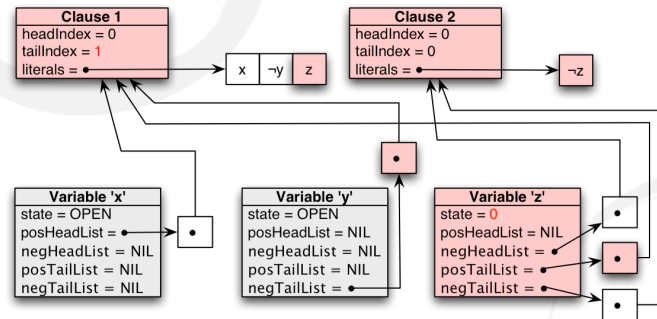 Clause 1
headIndex = 0
tailIndex = 1
literals =
x ¬y z
Clause 2
headIndex = 0
tailIndex = 0
literals =
¬z
Variable 'x'
state = OPEN
posHeadList =
negHeadList = NIL
posTailList = NIL
negTailList = NIL
Variable 'y'
state = OPEN
posHeadList = NIL
negHeadList = NIL
posTailList = NIL
negTailList =
Variable 'z'
state = 0
posHeadList = NIL
negHeadList =
posTailList =
negTailList =